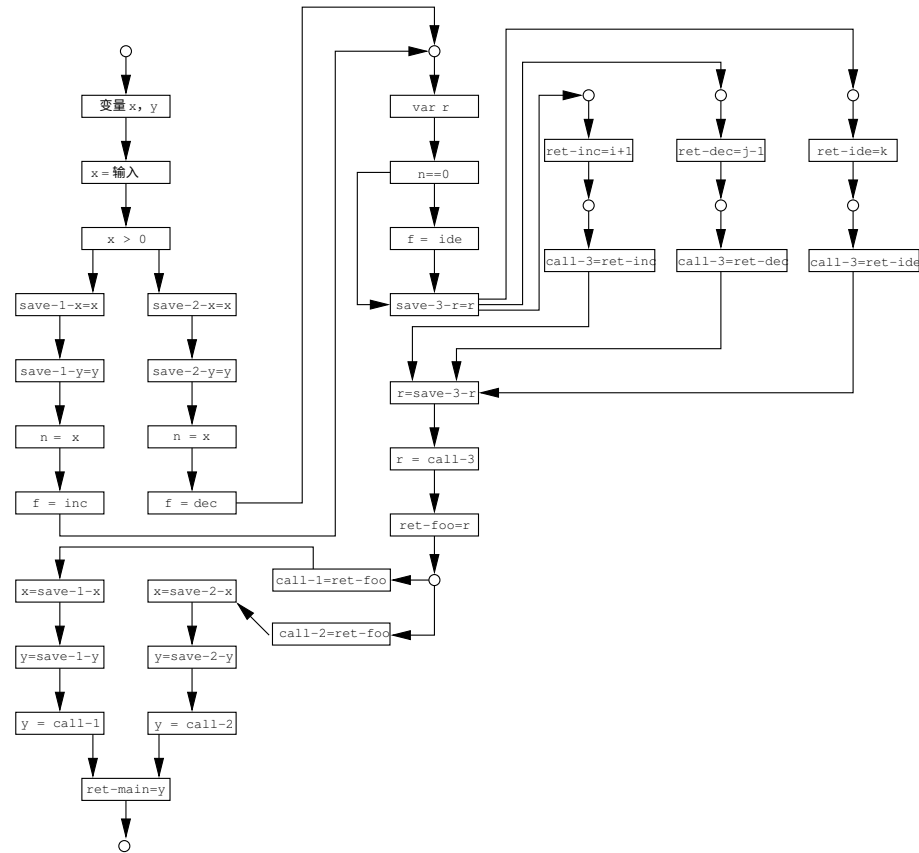 变量 x, y
x = 输入
x > 0
save-1-x=x
save-2-x=x
save-1-y=y
save-2-y=y
n = x
n = x
f = inc
f = dec
var r
n==0
f = ide
save-3-r=r
ret-inc=i+1
ret-dec=j-1
ret-ide=k
call-3=ret-inc
call-3=ret-dec
call-3=ret-ide
r=save-3-r
r = call-3
ret-foo=r
call-1=ret-foo
call-2=ret-foo
x=save-1-x
x=save-2-x
y=save-1-y
y=save-2-y
y = call-1
y = call-2
ret-main=y